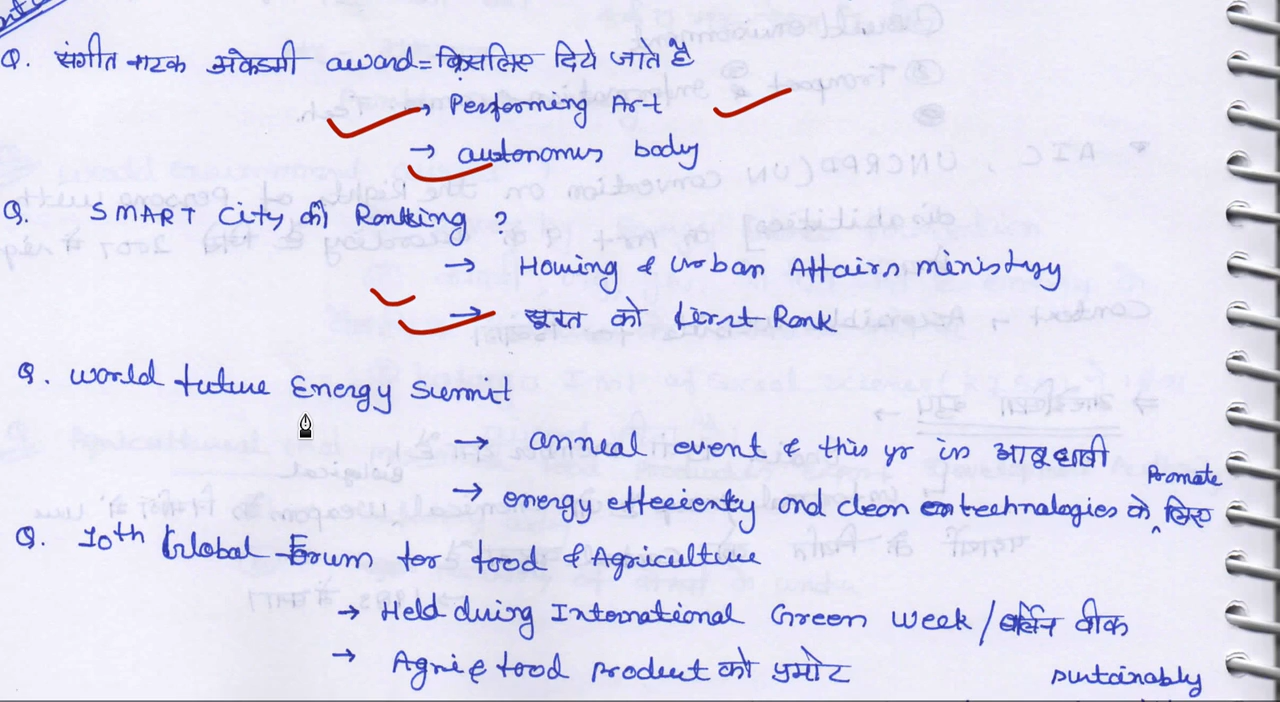 Q. संगीत नाटक अकेडमी award = किसलिए दिये जाते है
→ Performing Art
→ autonomus body
Q. SMART City की Ranking ?
→ Housing & Urban Affairs ministry
→ सूरत को first Rank
Q. World future Energy Summit
→ annual event & this yr in आबूधाबी
→ energy effeciency and clean technologies को Promote लिए
Q. 10th Global Forum for food & Agriculture
→ Held duing International Green Week / बर्लिन वीक
→ Agri & food product को प्रमोट
sustainably